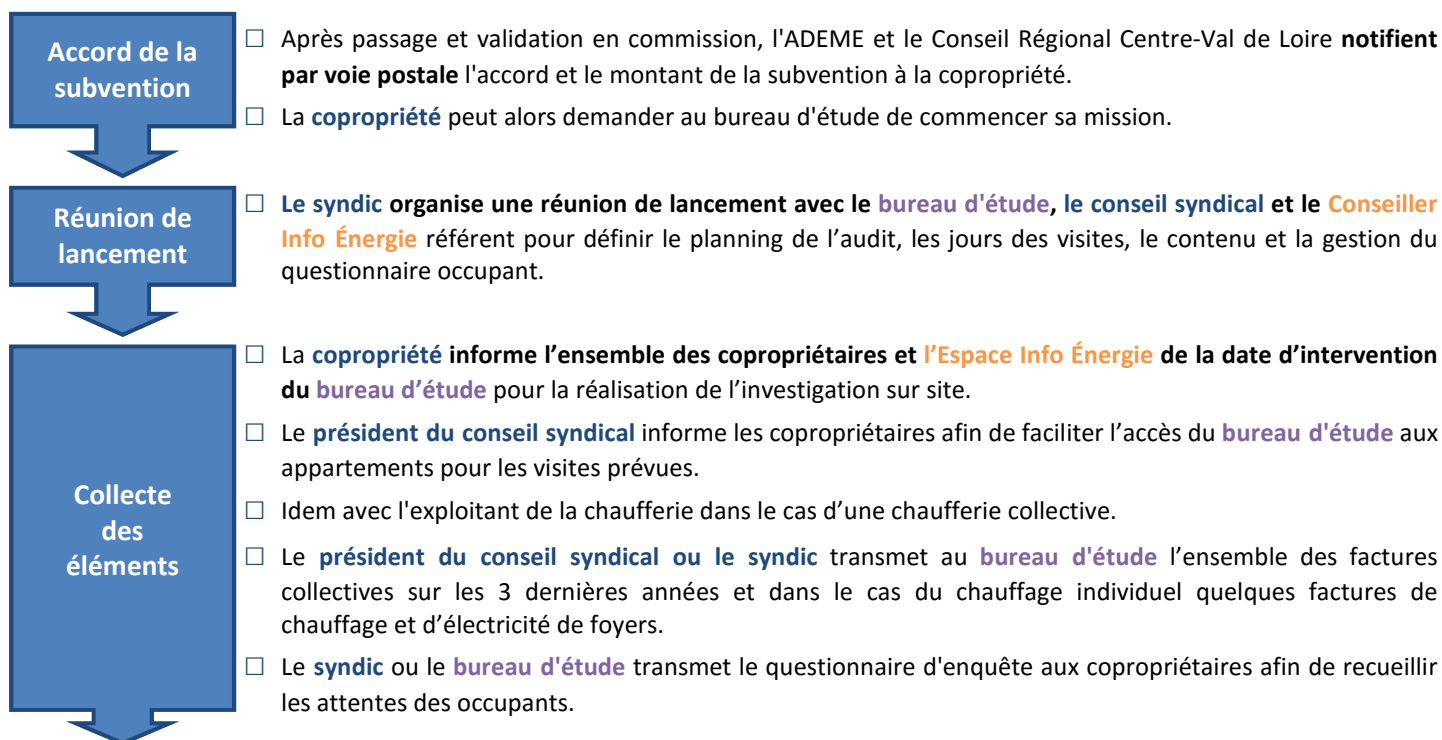 Accord de la
subvention
☐ Après passage et validation en commission, l'ADEME et le Conseil Régional Centre-Val de Loire notifient
par voie postale l'accord et le montant de la subvention à la copropriété.
☐ La copropriété peut alors demander au bureau d'étude de commencer sa mission.
Réunion de
lancement
☐ Le syndic organise une réunion de lancement avec le bureau d'étude, le conseil syndical et le Conseiller
Info Énergie référent pour définir le planning de l’audit, les jours des visites, le contenu et la gestion du
questionnaire occupant.
Collecte
des
éléments
☐ La copropriété informe l’ensemble des copropriétaires et l’Espace Info Énergie de la date d’intervention
du bureau d’étude pour la réalisation de l’investigation sur site.
☐ Le président du conseil syndical informe les copropriétaires afin de faciliter l’accès du bureau d'étude aux
appartements pour les visites prévues.
☐ Idem avec l'exploitant de la chaufferie dans le cas d’une chaufferie collective.
☐ Le président du conseil syndical ou le syndic transmet au bureau d'étude l’ensemble des factures
collectives sur les 3 dernières années et dans le cas du chauffage individuel quelques factures de
chauffage et d’électricité de foyers.
☐ Le syndic ou le bureau d'étude transmet le questionnaire d'enquête aux copropriétaires afin de recueillir
les attentes des occupants.